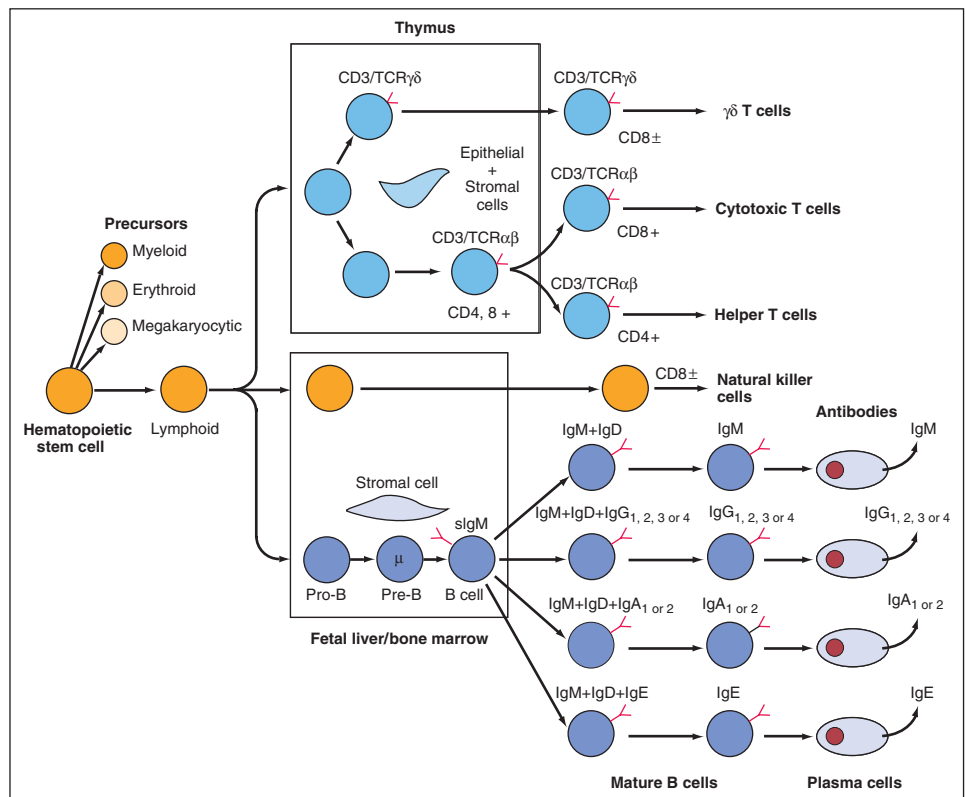 Thymus
CD3/TCRγδ
CD3/TCRγδ
CD8±
γδ T cells
Epithelial
+
Stromal
cells
CD3/TCRαβ
CD8+
Cytotoxic T cells
CD3/TCRαβ
CD4, 8 +
CD3/TCRαβ
CD4+
Helper T cells
Precursors
Myeloid
Erythroid
Megakaryocytic
Hematopoietic
stem cell
Lymphoid
CD8±
Natural killer
cells
Antibodies
Stromal cell
sIgM
Pro-B
μ
Pre-B
B cell
Fetal liver/bone marrow
IgM+IgD
IgM
IgM
IgM+IgD+IgG1, 2, 3 or 4
IgG1, 2, 3 or 4
IgG1, 2, 3 or 4
IgM+IgD+IgA1 or 2
IgA1 or 2
IgA1 or 2
IgM+IgD+IgE
IgE
IgE
Mature B cells
Plasma cells